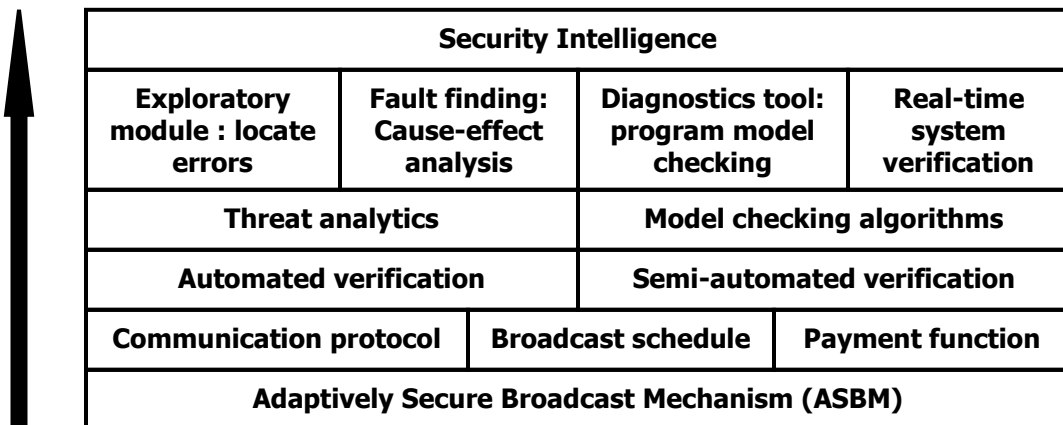 Security Intelligence
Exploratory
module : locate
errors
Fault finding:
Cause-effect
analysis
Diagnostics tool:
program model
checking
Real-time
system
verification
Threat analytics
Model checking algorithms
Automated verification
Semi-automated verification
Communication protocol
Broadcast schedule
Payment function
Adaptively Secure Broadcast Mechanism (ASBM)